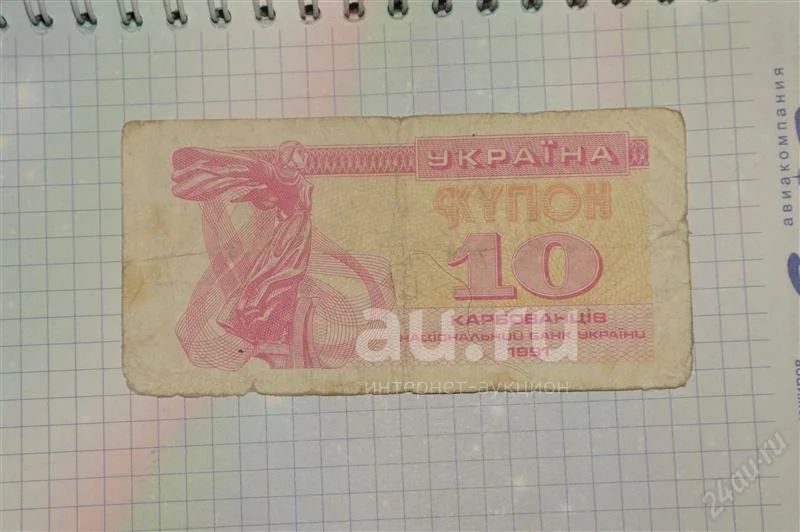 УКРАЇНА
КУПОН
10
КАРБОВАНЦІВ
НАЦІОНАЛЬНИЙ БАНК УКРАЇНИ
1991
au.ru
интернет-аукцион
авиакомпания
24au.ru